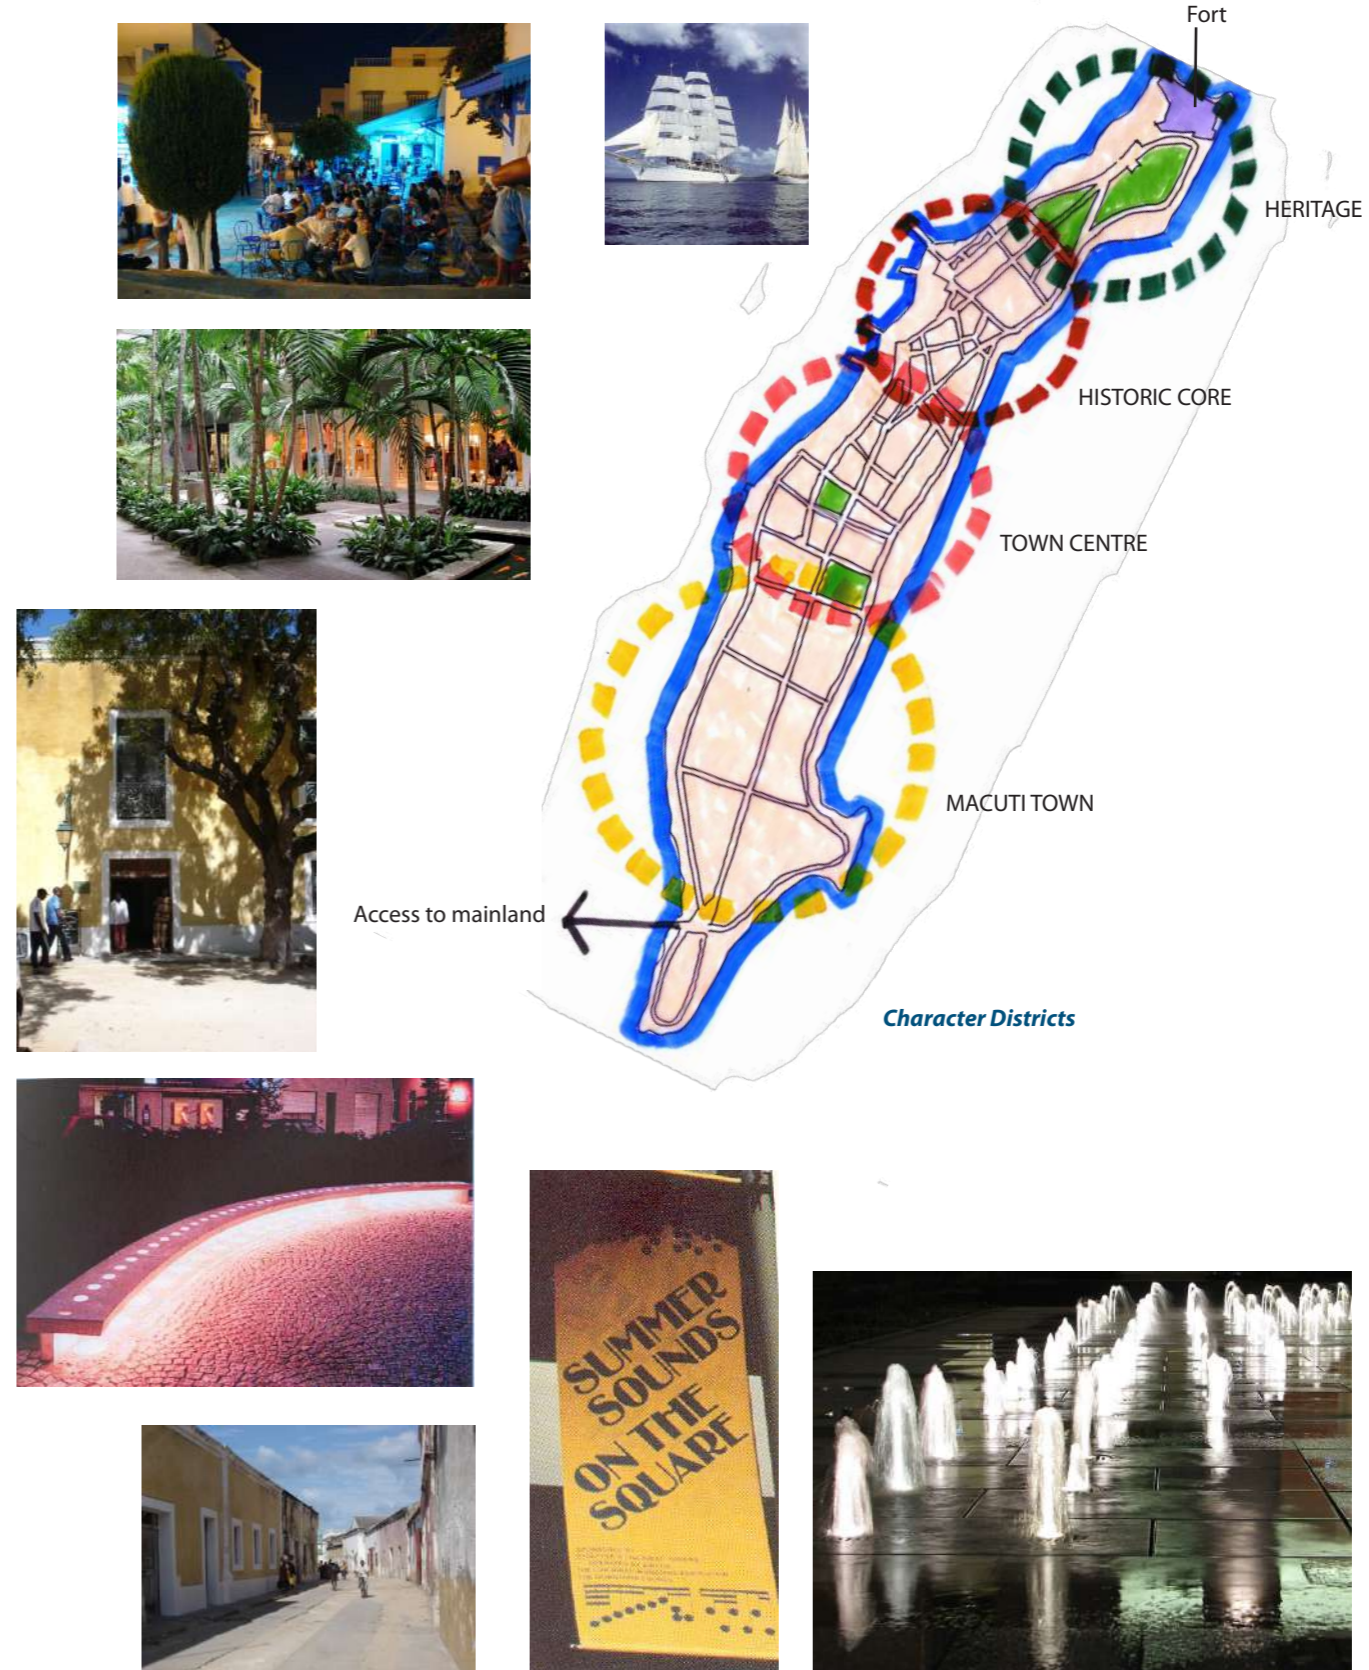 Fort
HERITAGE
HISTORIC CORE
TOWN CENTRE
MACUTI TOWN
Access to mainland
Character Districts
SUMMER
SOUNDS
ON THE
SQUARE